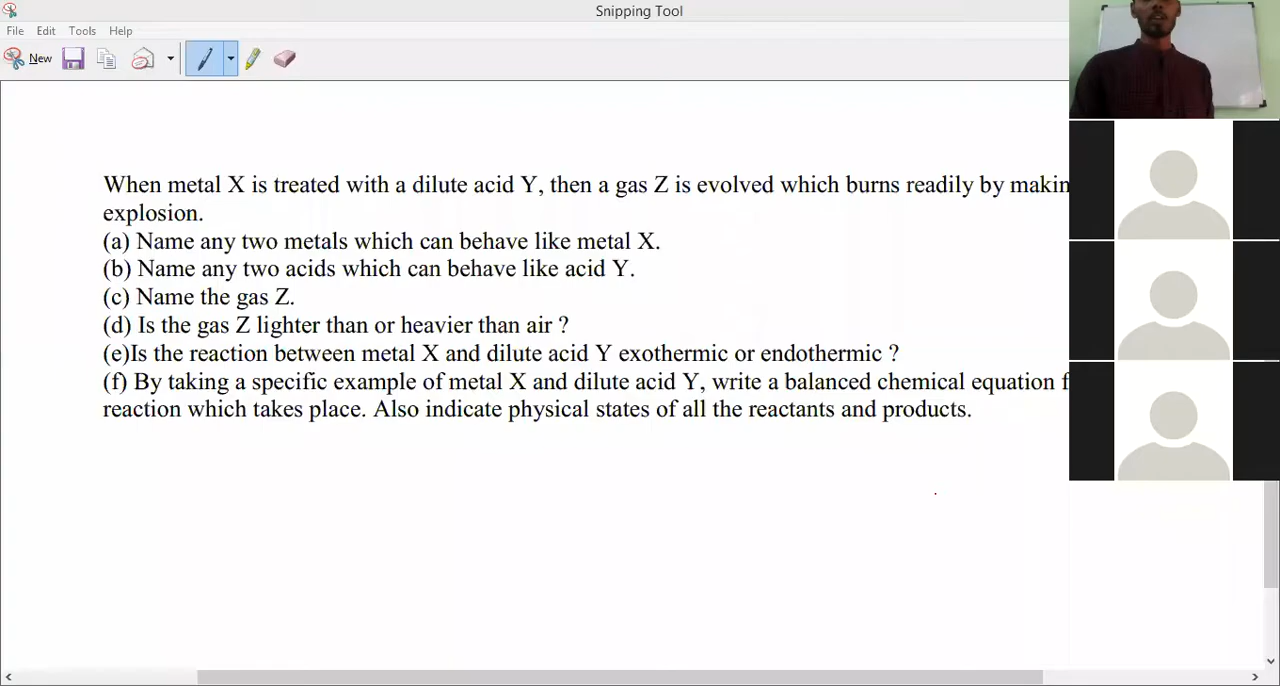 Snipping Tool
File Edit Tools Help
New
When metal X is treated with a dilute acid Y, then a gas Z is evolved which burns readily by makin
explosion.
(a) Name any two metals which can behave like metal X.
(b) Name any two acids which can behave like acid Y.
(c) Name the gas Z.
(d) Is the gas Z lighter than or heavier than air ?
(e)Is the reaction between metal X and dilute acid Y exothermic or endothermic ?
(f) By taking a specific example of metal X and dilute acid Y, write a balanced chemical equation f
reaction which takes place. Also indicate physical states of all the reactants and products.